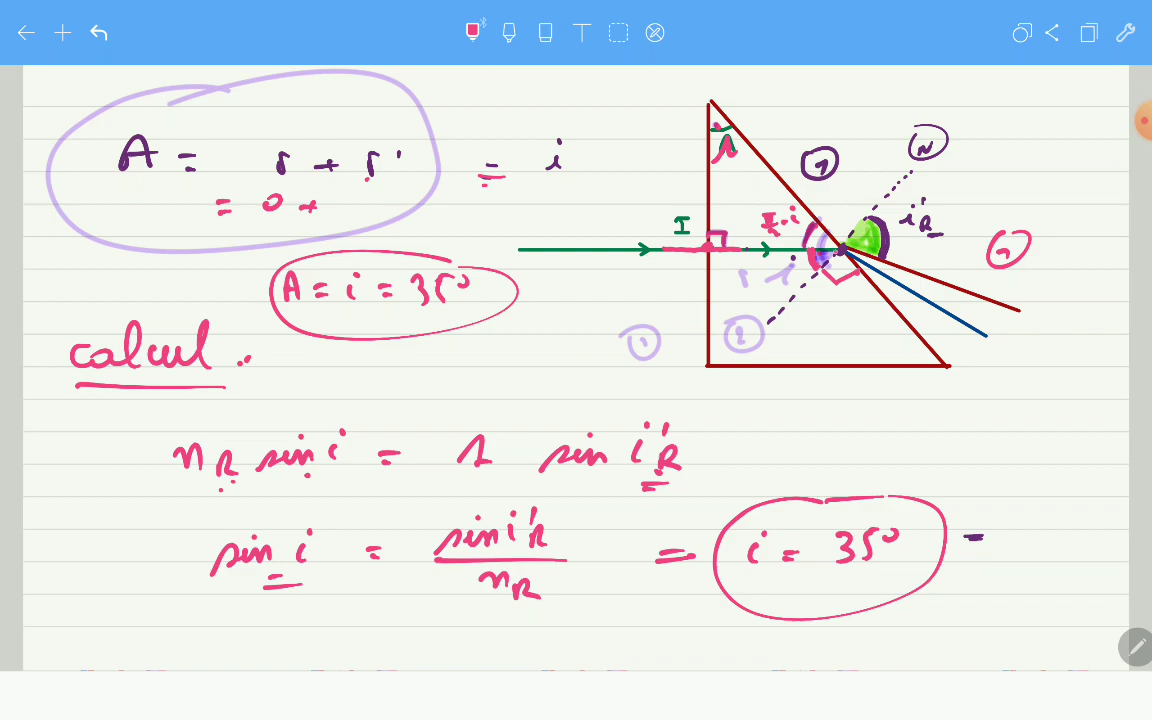 A = r + r' = i
= 0 +
A = i = 35°
calcul :
n_R sin i = 1 sin i'_R
sin i = sin i'_R / n_R = i = 35° =
A
N
I
i
i'_R
r
i
1
2